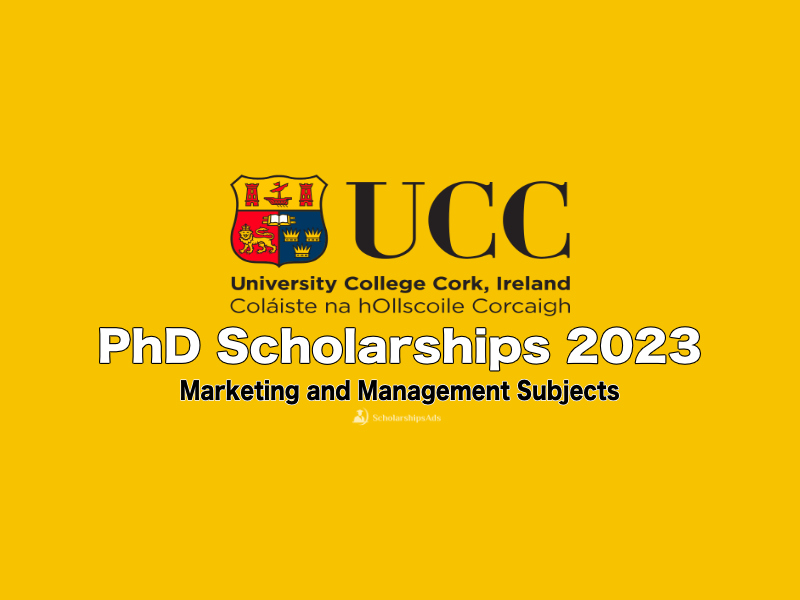 UCC
University College Cork, Ireland
Coláiste na hOllscoile Corcaigh
PhD Scholarships 2023
Marketing and Management Subjects
ScholarshipsAds